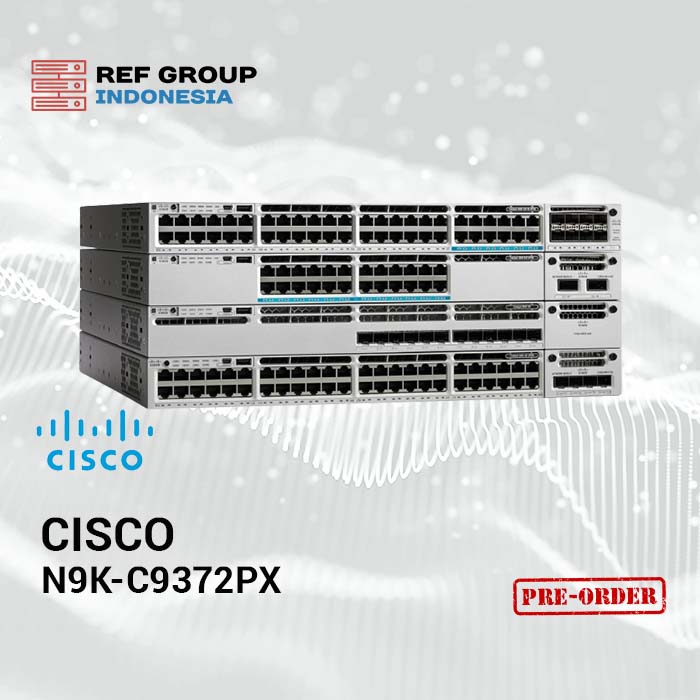 REF GROUP
INDONESIA
CISCO
CISCO
N9K-C9372PX
PRE-ORDER